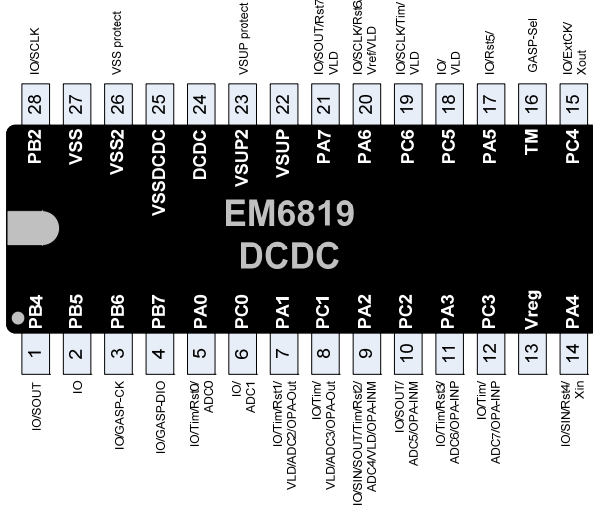 IO/SCLK
VSS protect
VSUP protect
IO/SOUT/Rst7
VLD
IO/SCLK/Rst6/
Vref/VLD
IO/SCLK/Tim/
VLD
IO/
VLD
IO/Rst5/
GASP-Sel
IO/ExtCK/
Xout
28
27
26
25
24
23
22
21
20
19
18
17
16
15
PB2
VSS
VSS2
VSSDCDC
DCDC
VSUP2
VSUP
PA7
PA6
PC6
PC5
PA5
TM
PC4
EM6819
DCDC
PB4
PB5
PB6
PB7
PA0
PC0
PA1
PC1
PA2
PC2
PA3
PC3
Vreg
PA4
1
2
3
4
5
6
7
8
9
10
11
12
13
14
IO/SOUT
IO
IO/GASP-CK
IO/GASP-DIO
IO/Tim/Rst0/
ADC0
IO/
ADC1
IO/Tim/Rst1/
VLD/ADC2/OPA-Out
IO/Tim/
VLD/ADC3/OPA-Out
IO/SIN/SOUT/Tim/Rst2/
ADC4/VLD/OPA-INM
IO/SOUT/
ADC5/OPA-INM
IO/Tim/Rst3/
ADC6/OPA-INP
IO/Tim/
ADC7/OPA-INP
IO/SIN/Rst4/
Xin